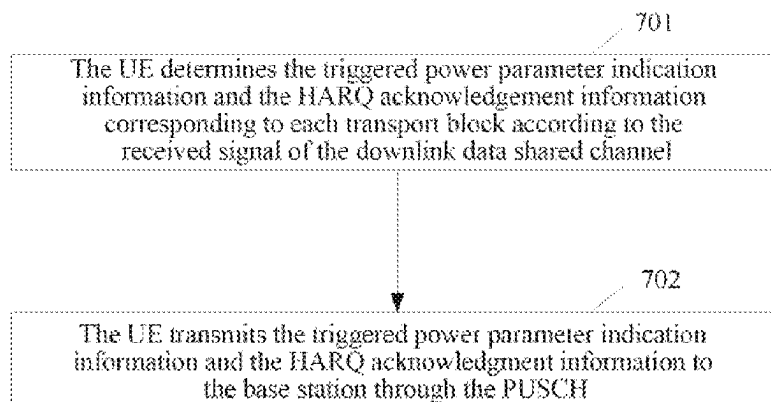 701
The UE determines the triggered power parameter indication
information and the HARQ acknowledgement information
corresponding to each transport block according to the
received signal of the downlink data shared channel
702
The UE transmits the triggered power parameter indication
information and the HARQ acknowledgment information to
the base station through the PUSCH